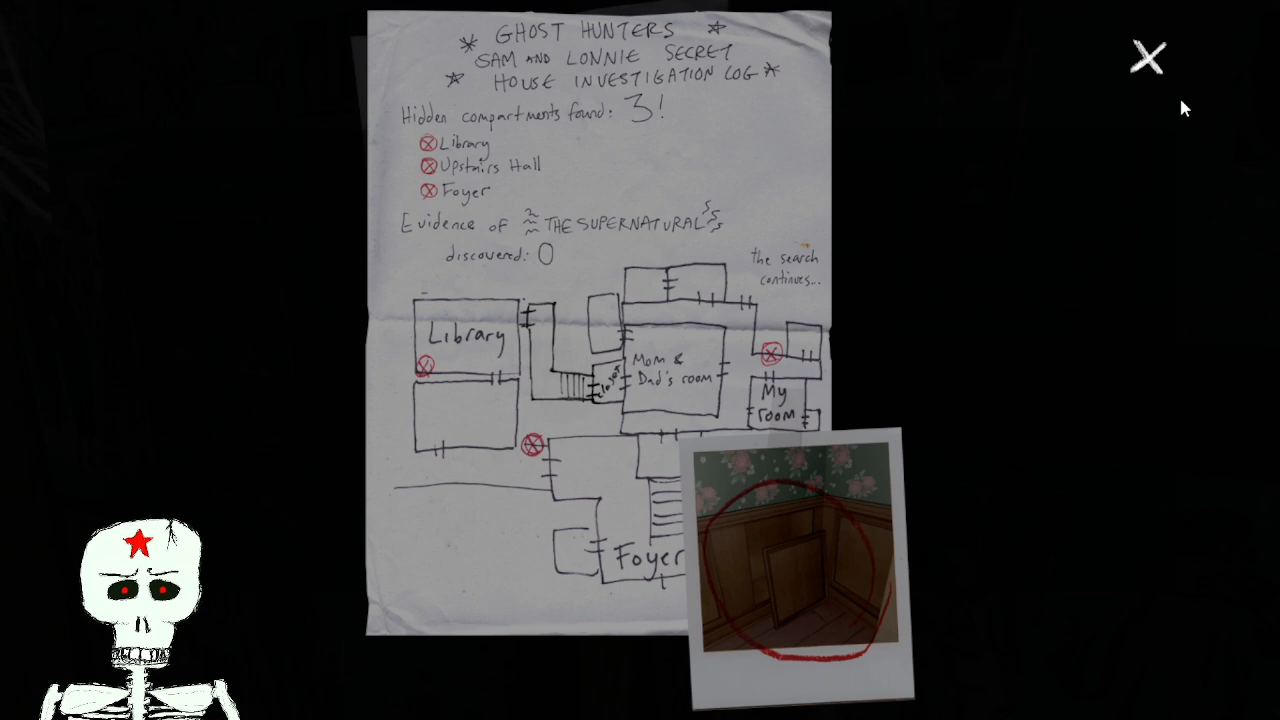 GHOST HUNTERS
SAM AND LONNIE SECRET
HOUSE INVESTIGATION LOG
Hidden compartments found: 3!
Library
Upstairs Hall
Foyer
Evidence of THE SUPERNATURAL
discovered: 0
the search
continues...
Library
Closet
Mom &
Dad's room
My
room
Foyer